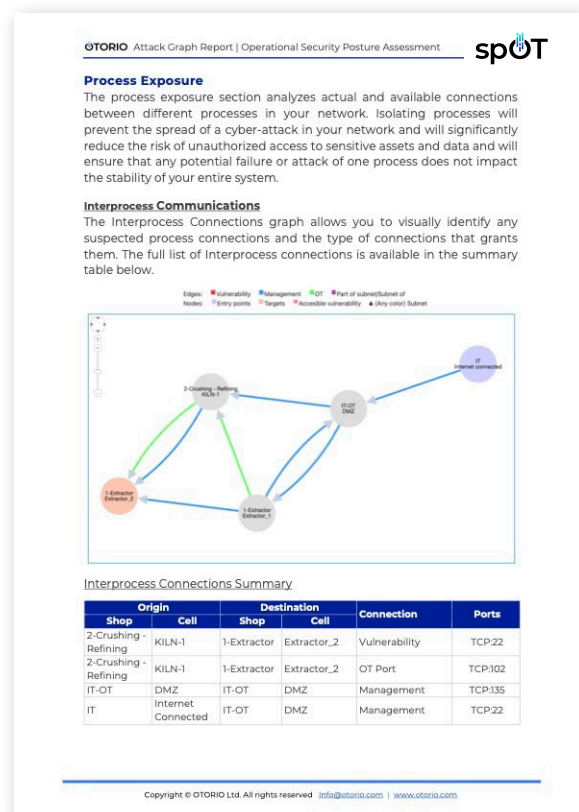 OTORIO Attack Graph Report | Operational Security Posture Assessment
spOT
Process Exposure
The process exposure section analyzes actual and available connections
between different processes in your network. Isolating processes will
prevent the spread of a cyber-attack in your network and will significantly
reduce the risk of unauthorized access to sensitive assets and data and will
ensure that any potential failure or attack of one process does not impact
the stability of your entire system.
Interprocess Communications
The Interprocess Connections graph allows you to visually identify any
suspected process connections and the type of connections that grants
them. The full list of Interprocess connections is available in the summary
table below.
Edges: Vulnerability Management OT Part of subnet/Subnet of
Nodes: Entry points Targets Accesible vulnerability (Any color) Subnet
IT
Internet connected
2-Crushing - Refining
KILN-1
IT-OT
DMZ
1-Extractor
Extractor_2
1-Extractor
Extractor_1
Interprocess Connections Summary
Origin Destination Connection Ports
Shop Cell Shop Cell
2-Crushing - Refining KILN-1 1-Extractor Extractor_2 Vulnerability TCP:22
2-Crushing - Refining KILN-1 1-Extractor Extractor_2 OT Port TCP:102
IT-OT DMZ IT-OT DMZ Management TCP:135
IT Internet Connected IT-OT DMZ Management TCP:22
Copyright © OTORIO Ltd. All rights reserved Info@otorio.com | www.otorio.com